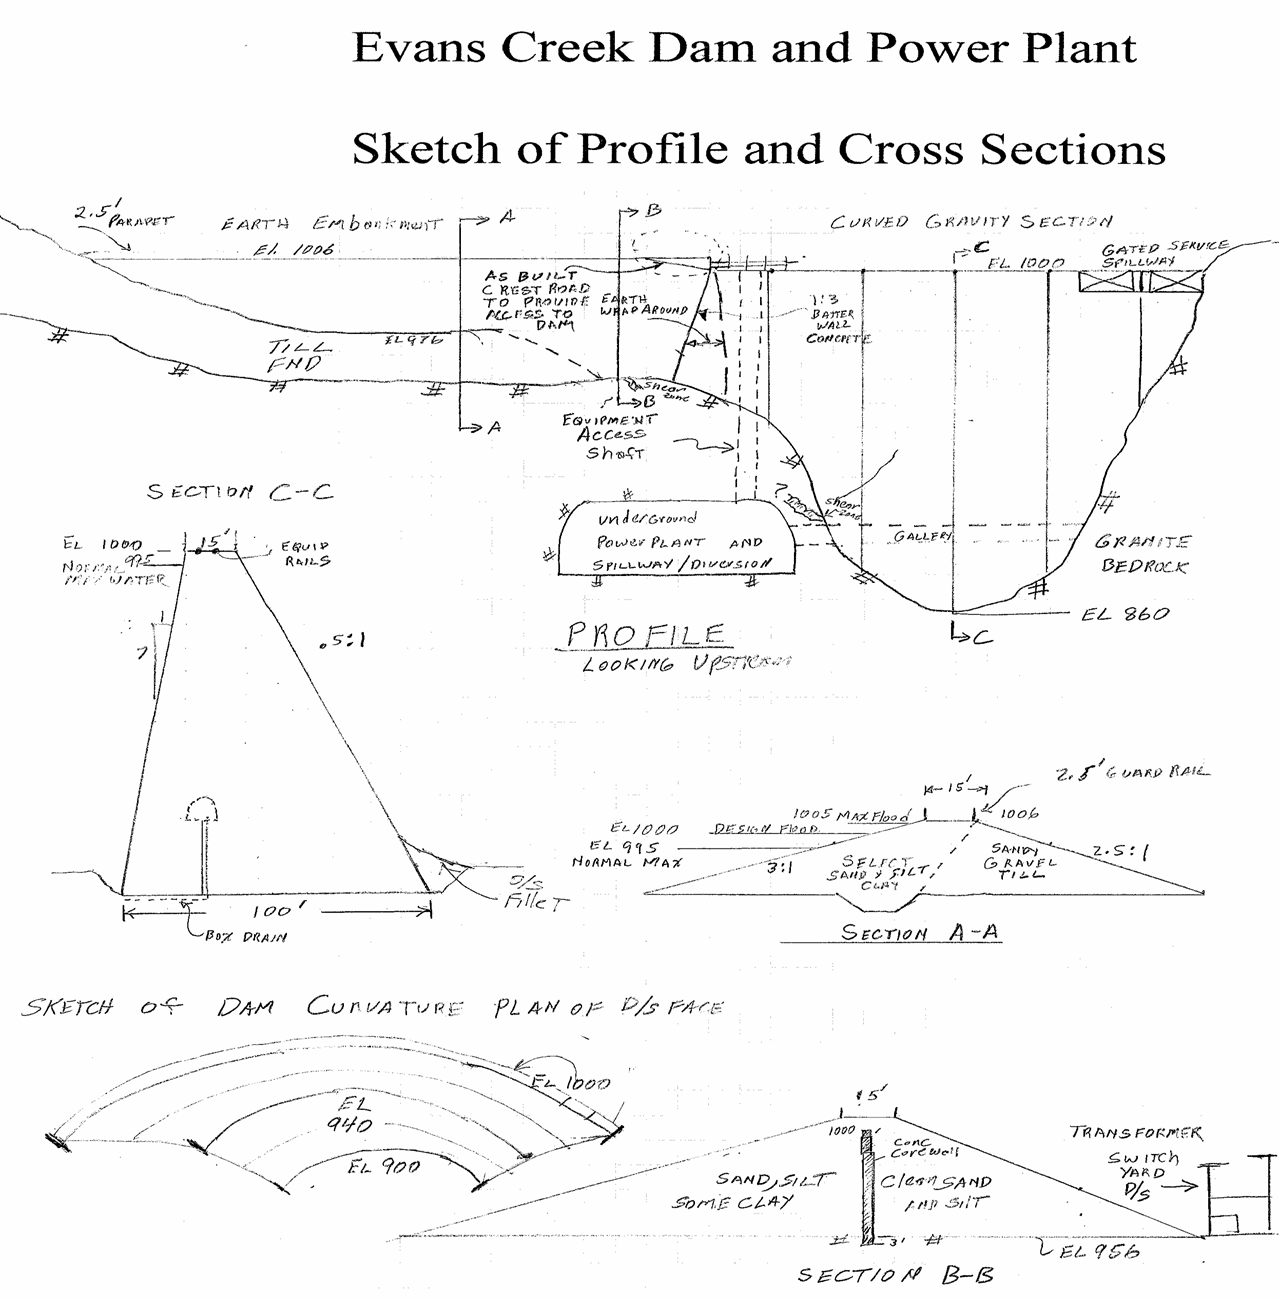 Evans Creek Dam and Power Plant
Sketch of Profile and Cross Sections
2.5' PARAPET
EARTH EMBANKMENT
EL 1006
A
B
CURVED GRAVITY SECTION
C
EL 1000
GATED SERVICE
SPILLWAY
AS BUILT
CREST ROAD
TO PROVIDE
ACCESS TO
DAM
EARTH
WRAP AROUND
1:3
BATTER
WALL
CONCRETE
TILL
FND
EL 976
shear
zone
B
A
EQUIPMENT
Access
Shaft
?
shear
zone
underGround
Power PLANT AND
SPILLWAY/DIVERSION
GALLERY
GRANITE
BEDROCK
EL 860
C
PROFILE
LOOKING UPSTREAM
SECTION C-C
15'
EL 1000
995
NORMAL
MAX WATER
EQUIP
RAILS
1
7
.5:1
D/S
FilleT
100'
BOX DRAIN
2.5' GUARD RAIL
15'
1005 MAX Flood
1006
EL 1000 DESIGN FLOOD
EL 995
NORMAL MAX
3:1
SELECT
SAND & SILT,
CLAY
SANDY
GRAVEL
TILL
2.5:1
SECTION A-A
SKETCH OF DAM CURVATURE PLAN OF D/S FACE
EL 1000
EL
940
EL 900
15'
1000
CONC
Corewall
SAND, SILT
SOME CLAY
Clean SAND
AND SILT
TRANSFORMER
SWITCH
YARD
D/S
3'
EL 956
SECTION B-B